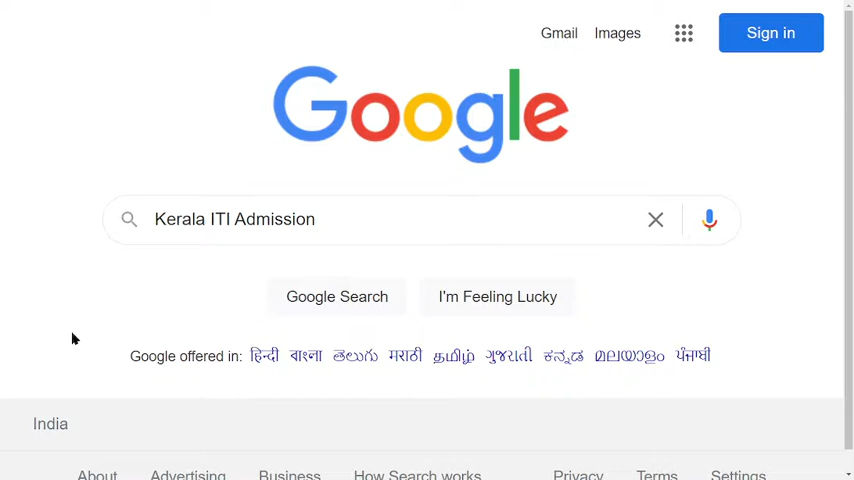 Gmail Images Sign in
Google
Kerala ITI Admission
Google Search I'm Feeling Lucky
Google offered in: हिन्दी বাংলা తెలుగు मराठी தமிழ் ગુજરાતી ಕನ್ನಡ മലയാളം ਪੰਜਾਬੀ
India
About Advertising Business How Search works Privacy Terms Settings